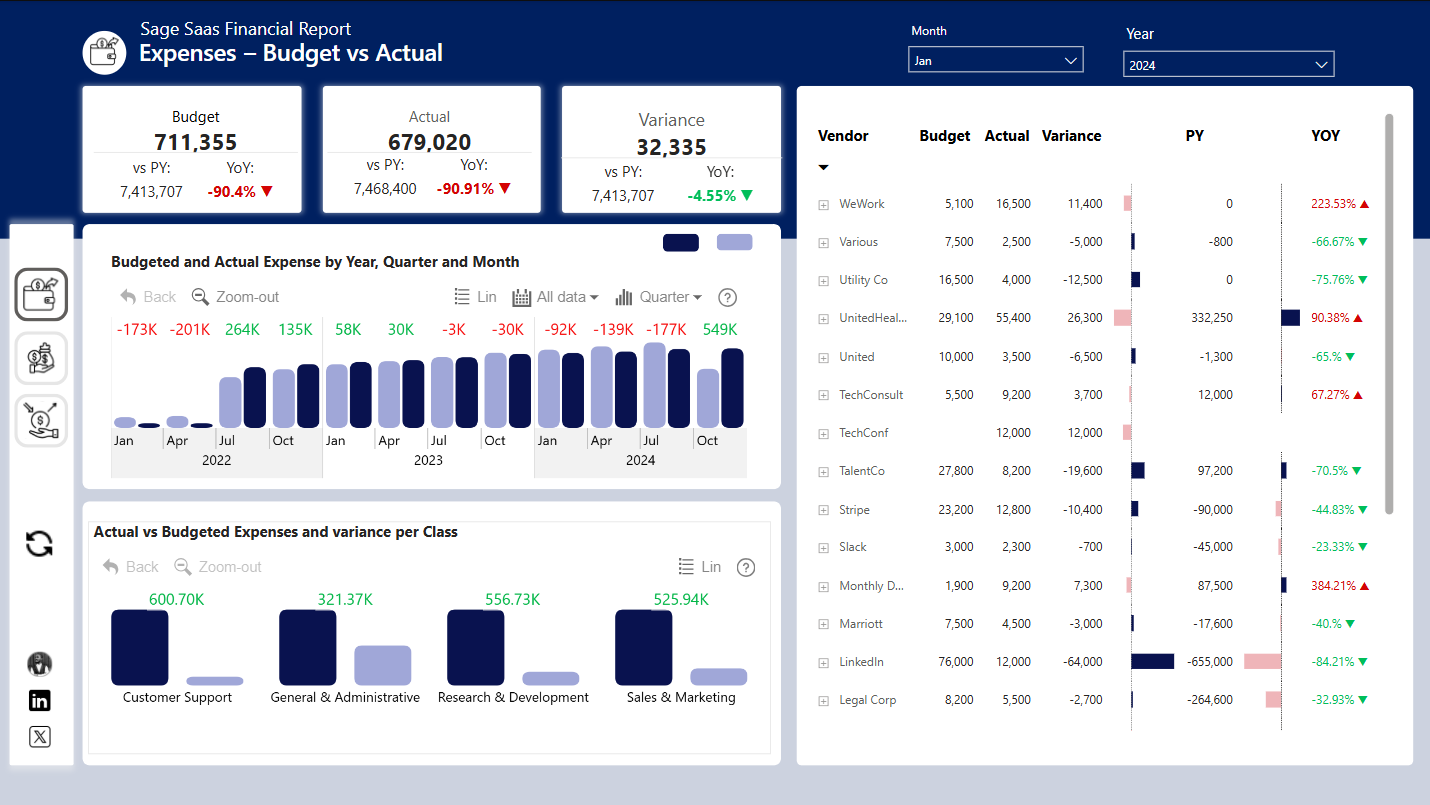 Sage Saas Financial Report
Expenses – Budget vs Actual
Month
Jan
Year
2024
Budget
711,355
vs PY: YoY:
7,413,707 -90.4% ▼
Actual
679,020
vs PY: YoY:
7,468,400 -90.91% ▼
Variance
32,335
vs PY: YoY:
7,413,707 -4.55% ▼
Budgeted and Actual Expense by Year, Quarter and Month
Back Zoom-out Lin All data Quarter ?
-173K -201K 264K 135K 58K 30K -3K -30K -92K -139K -177K 549K
Jan Apr Jul Oct Jan Apr Jul Oct Jan Apr Jul Oct
2022 2023 2024
Actual vs Budgeted Expenses and variance per Class
Back Zoom-out Lin ?
600.70K 321.37K 556.73K 525.94K
Customer Support General & Administrative Research & Development Sales & Marketing
in
X
Vendor Budget Actual Variance PY YOY
WeWork 5,100 16,500 11,400 0 223.53% ▲
Various 7,500 2,500 -5,000 -800 -66.67% ▼
Utility Co 16,500 4,000 -12,500 0 -75.76% ▼
UnitedHeal... 29,100 55,400 26,300 332,250 90.38% ▲
United 10,000 3,500 -6,500 -1,300 -65.% ▼
TechConsult 5,500 9,200 3,700 12,000 67.27% ▲
TechConf 12,000 12,000
TalentCo 27,800 8,200 -19,600 97,200 -70.5% ▼
Stripe 23,200 12,800 -10,400 -90,000 -44.83% ▼
Slack 3,000 2,300 -700 -45,000 -23.33% ▼
Monthly D... 1,900 9,200 7,300 87,500 384.21% ▲
Marriott 7,500 4,500 -3,000 -17,600 -40.% ▼
LinkedIn 76,000 12,000 -64,000 -655,000 -84.21% ▼
Legal Corp 8,200 5,500 -2,700 -264,600 -32.93% ▼